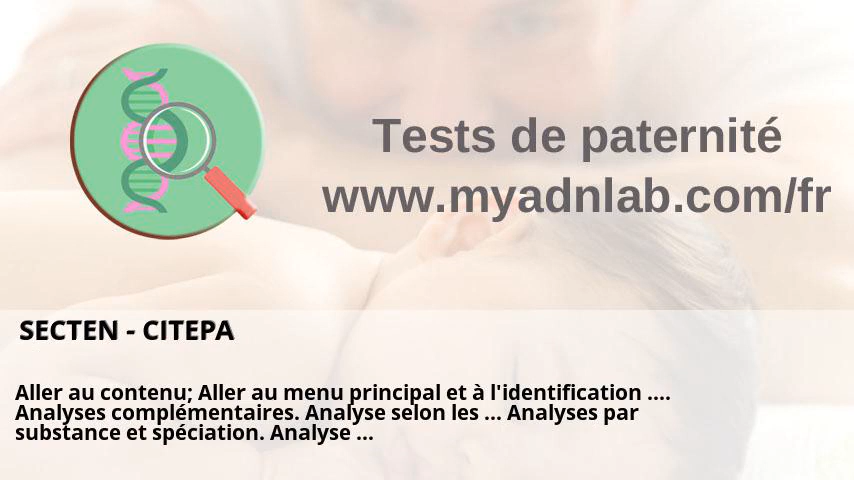 Tests de paternité
www.myadnlab.com/fr
SECTEN - CITEPA
Aller au contenu; Aller au menu principal et à l'identification ....
Analyses complémentaires. Analyse selon les ... Analyses par
substance et spéciation. Analyse ...